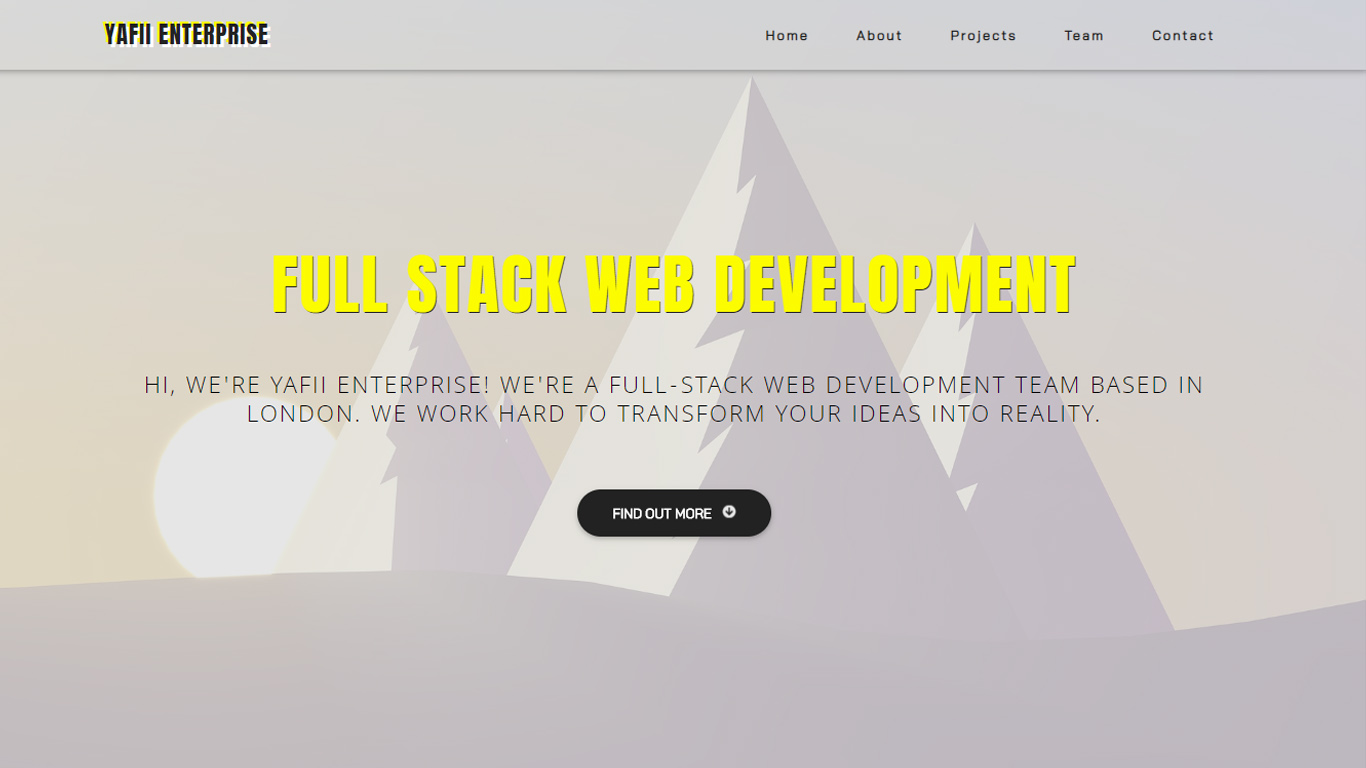 YAFII ENTERPRISE
Home About Projects Team Contact
FULL STACK WEB DEVELOPMENT
HI, WE'RE YAFII ENTERPRISE! WE'RE A FULL-STACK WEB DEVELOPMENT TEAM BASED IN
LONDON. WE WORK HARD TO TRANSFORM YOUR IDEAS INTO REALITY.
FIND OUT MORE